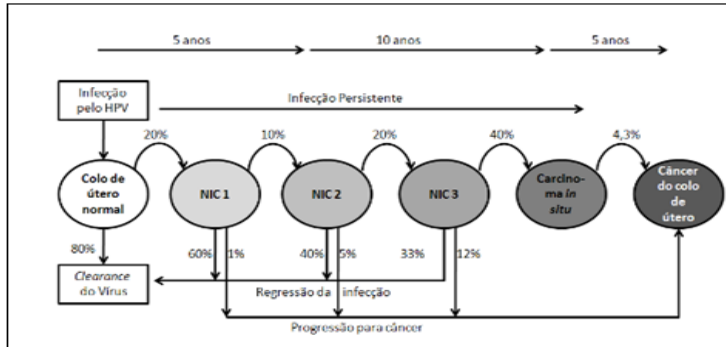 5 anos 10 anos 5 anos
Infecção
pelo HPV
Infecção Persistente
20% 10% 20% 40% 4,3%
Colo de
útero
normal
NIC 1
NIC 2
NIC 3
Carcino-
ma in
situ
Câncer
do colo
de
útero
80% 60% 1% 40% 5% 33% 12%
Clearance
do Vírus
Regressão da infecção
Progressão para câncer